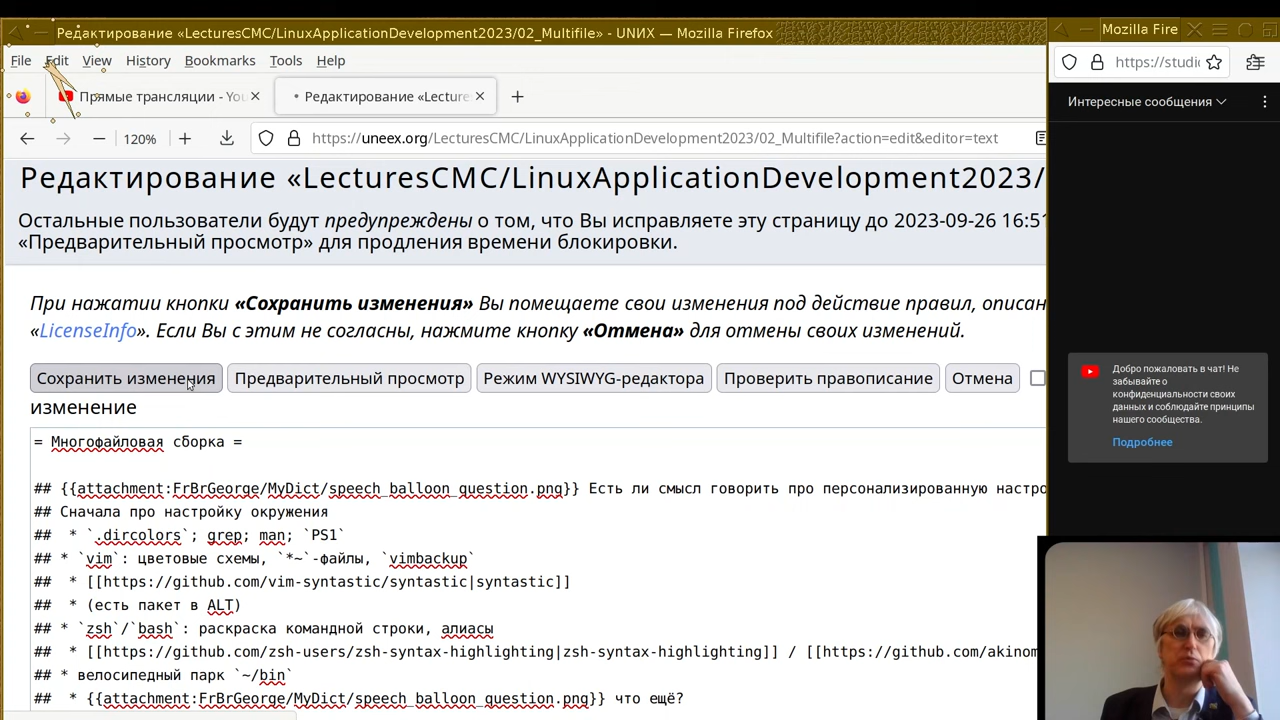 Редактирование «LecturesCMC/LinuxApplicationDevelopment2023/02_Multifile» - UNИX — Mozilla Firefox
Mozilla Fire
File Edit View History Bookmarks Tools Help
https://studi
Прямые трансляции - You
Редактирование «Lecture
Интересные сообщения
120%
https://uneex.org/LecturesCMC/LinuxApplicationDevelopment2023/02_Multifile?action=edit&editor=text
Редактирование «LecturesCMC/LinuxApplicationDevelopment2023/
Остальные пользователи будут предупреждены о том, что Вы исправляете эту страницу до 2023-09-26 16:51
«Предварительный просмотр» для продления времени блокировки.
При нажатии кнопки «Сохранить изменения» Вы помещаете свои изменения под действие правил, описан
«LicenseInfo». Если Вы с этим не согласны, нажмите кнопку «Отмена» для отмены своих изменений.
Сохранить изменения Предварительный просмотр Режим WYSIWYG-редактора Проверить правописание Отмена
изменение
= Многофайловая сборка =
## {{attachment:FrBrGeorge/MyDict/speech_balloon_question.png}} Есть ли смысл говорить про персонализированную настро
## Сначала про настройку окружения
##  * `.dircolors`; grep; man; `PS1`
## * `vim`: цветовые схемы, `*~`-файлы, `vimbackup`
##  * [[https://github.com/vim-syntastic/syntastic|syntastic]]
##  * (есть пакет в ALT)
## * `zsh`/`bash`: раскраска командной строки, алиасы
##  * [[https://github.com/zsh-users/zsh-syntax-highlighting|zsh-syntax-highlighting]] / [[https://github.com/akinom
## * велосипедный парк `~/bin`
##  * {{attachment:FrBrGeorge/MyDict/speech_balloon_question.png}} что ещё?
Добро пожаловать в чат! Не
забывайте о
конфиденциальности своих
данных и соблюдайте принципы
нашего сообщества.
Подробнее